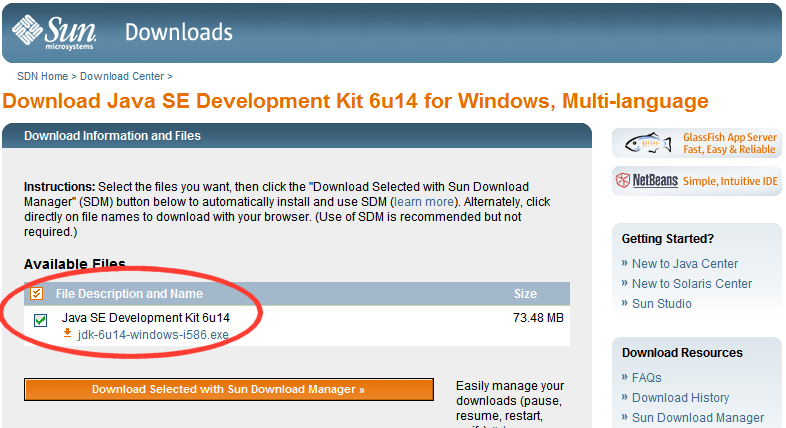 Sun
microsystems
Downloads
SDN Home > Download Center >
Download Java SE Development Kit 6u14 for Windows, Multi-language
Download Information and Files
Instructions: Select the files you want, then click the "Download Selected with Sun Download
Manager" (SDM) button below to automatically install and use SDM (learn more). Alternately, click
directly on file names to download with your browser. (Use of SDM is recommended but not
required.)
Available Files
File Description and Name Size
Java SE Development Kit 6u14 73.48 MB
jdk-6u14-windows-i586.exe
Download Selected with Sun Download Manager »
Easily manage your
downloads (pause,
resume, restart,
GlassFish App Server
Fast, Easy & Reliable
NetBeans Simple, Intuitive IDE
Getting Started?
» New to Java Center
» New to Solaris Center
» Sun Studio
Download Resources
» FAQs
» Download History
» Sun Download Manager